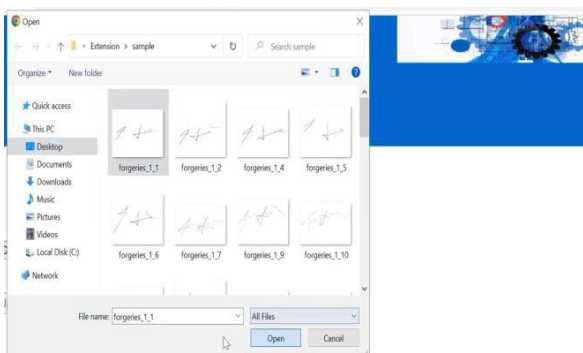 Open
Extension › sample
Search sample
Organize
New folder
Quick access
This PC
Desktop
Documents
Downloads
Music
Pictures
Videos
Local Disk (C:)
Network
forgeries_1_1
forgeries_1_2
forgeries_1_4
forgeries_1_5
forgeries_1_6
forgeries_1_7
forgeries_1_9
forgeries_1_10
File name: forgeries_1_1
All Files
Open
Cancel